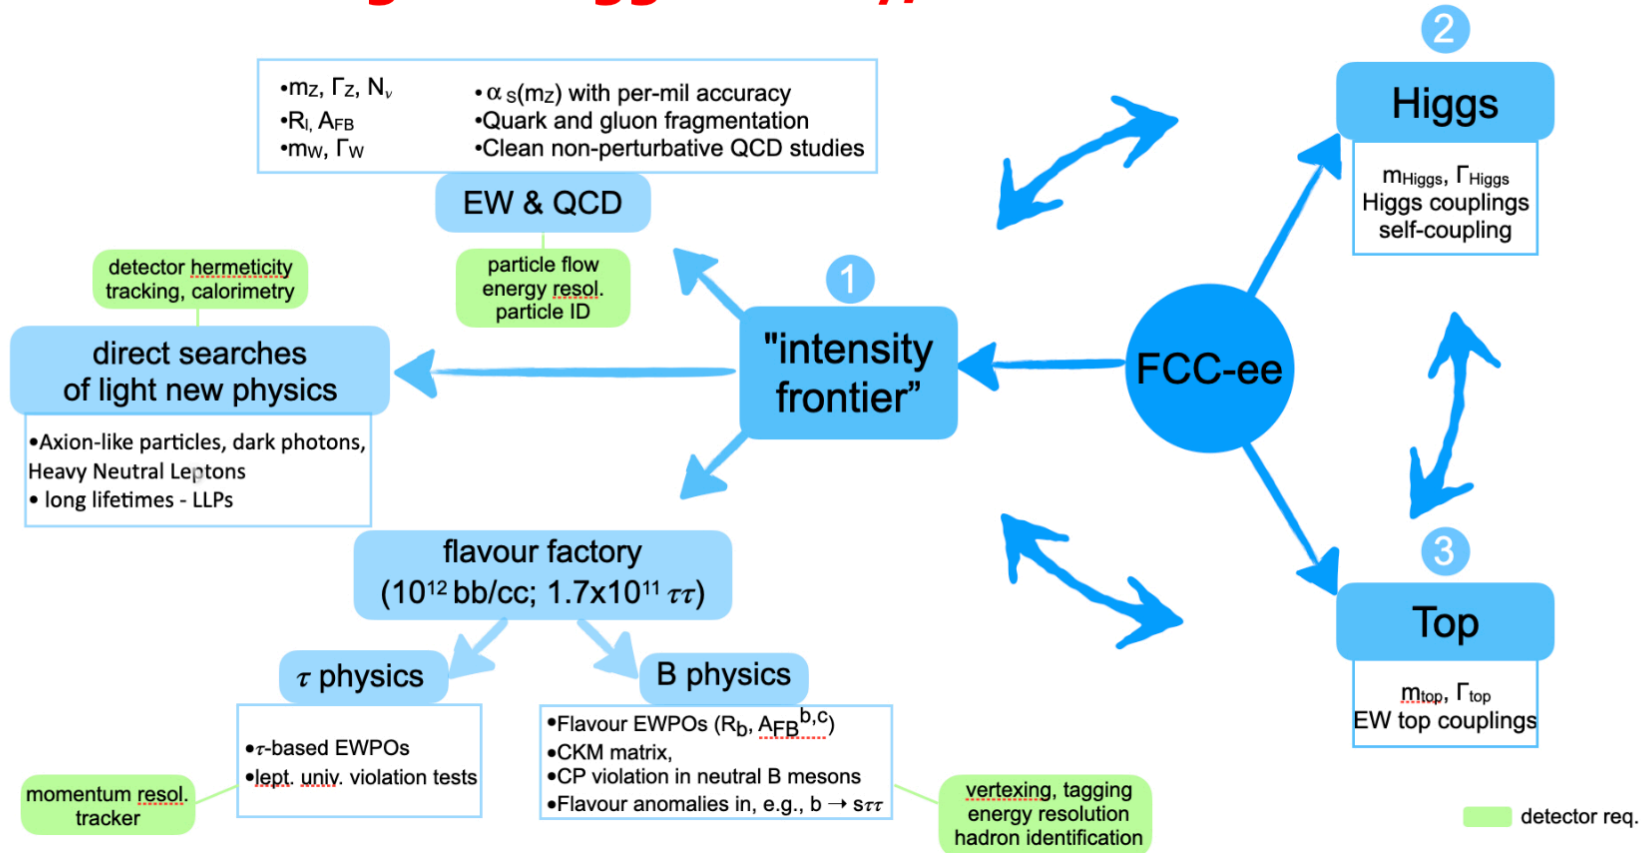 2
Higgs
mHiggs, ΓHiggs
Higgs couplings
self-coupling
•mZ, ΓZ, Nν
•Rl, AFB
•mW, ΓW
•αS(mZ) with per-mil accuracy
•Quark and gluon fragmentation
•Clean non-perturbative QCD studies
EW & QCD
particle flow
energy resol.
particle ID
detector hermeticity
tracking, calorimetry
direct searches
of light new physics
•Axion-like particles, dark photons,
Heavy Neutral Leptons
• long lifetimes - LLPs
1
"intensity
frontier”
FCC-ee
flavour factory
(10¹² bb/cc; 1.7x10¹¹ ττ)
τ physics
•τ-based EWPOs
•lept. univ. violation tests
momentum resol.
tracker
B physics
•Flavour EWPOs (Rb, AFBb,c)
•CKM matrix,
•CP violation in neutral B mesons
•Flavour anomalies in, e.g., b → sττ
vertexing, tagging
energy resolution
hadron identification
3
Top
mtop, Γtop
EW top couplings
detector req.